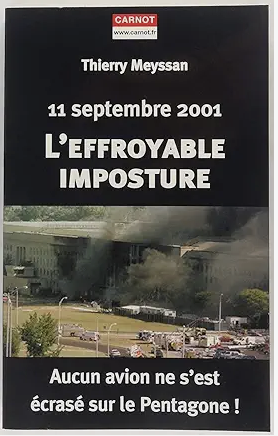 CARNOT
www.carnot.fr
Thierry Meyssan
11 septembre 2001
L'EFFROYABLE
IMPOSTURE
Aucun avion ne s'est
écrasé sur le Pentagone !